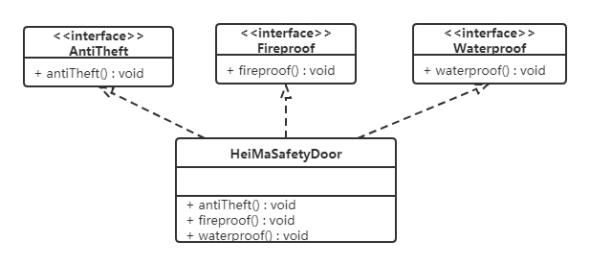 <<interface>>
AntiTheft
+ antiTheft() : void
<<interface>>
Fireproof
+ fireproof() : void
<<interface>>
Waterproof
+ waterproof() : void
HeiMaSafetyDoor
+ antiTheft() : void
+ fireproof() : void
+ waterproof() : void